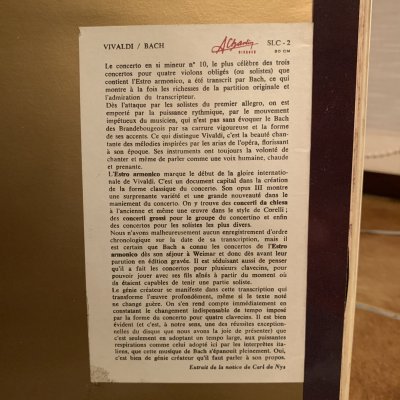 VIVALDI / BACH
A Charlin
DISQUES
SLC - 2
30 CM
Le concerto en si mineur n° 10, le plus célèbre des trois
concertos pour quatre violons obligés (ou solistes) que
contient l'Estro armonico, a été transcrit par Bach, ce qui
montre à la fois les richesses de la partition originale et
l'admiration du transcripteur.
Dès l'attaque par les solistes du premier allegro, on est
emporté par la puissance rythmique, par le mouvement
impétueux du musicien, qui n'est pas sans évoquer le Bach
des Brandebourgeois par sa carrure vigoureuse et la forme
de ses accents. Ce qui distingue Vivaldi, c'est la beauté chan-
tante des mélodies inspirées par les arias de l'opéra, florissant
à son époque. Ses instruments ont toujours la volonté de
chanter et même de parler comme une voix humaine, chaude
et prenante.
L'Estro armonico marque le début de la gloire internatio-
nale de Vivaldi. C'est un document capital dans la création
de la forme classique du concerto. Son opus III montre
une surprenante variété et une grande nouveauté dans le
maniement du concerto. On y trouve des concerti da chiesa
à l'ancienne et même une œuvre dans le style de Corelli ;
des concerti grossi pour le groupe du concertino et enfin
des concertos pour les solistes les plus divers.
Nous n'avons malheureusement aucun enregistrement d'ordre
chronologique sur la date de sa transcription, mais il
est certain que Bach a connu les concertos de l'Estro
armonico dès son séjour à Weimar et donc dès avant leur
parution en édition gravée. Il est séduisant aussi de penser
qu'il a fait les concertos pour plusieurs clavecins, pour
pouvoir jouer avec ses fils aînés à partir du moment où
ils étaient capables de tenir une partie soliste.
Le génie créateur se manifeste dans cette transcription qui
transforme l'œuvre profondément, même si le texte noté
ne change guère. On s'en rend compte immédiatement en
constatant le changement indispensable de tempo imposé
par la forme du concerto pour quatre clavecins. Il est bien
évident (et c'est, à notre sens, une des réussites exception-
nelles du disque que nous avons la joie de présenter) que
c'est seulement en adoptant un tempo large, aux puissantes
respirations comme celui adopté ici par les interprètes ita-
liens, que cette musique de Bach s'épanouit pleinement. Oui,
c'est bien de génie créateur qu'il faut parler à son propos.
Extrait de la notice de Carl de Nys